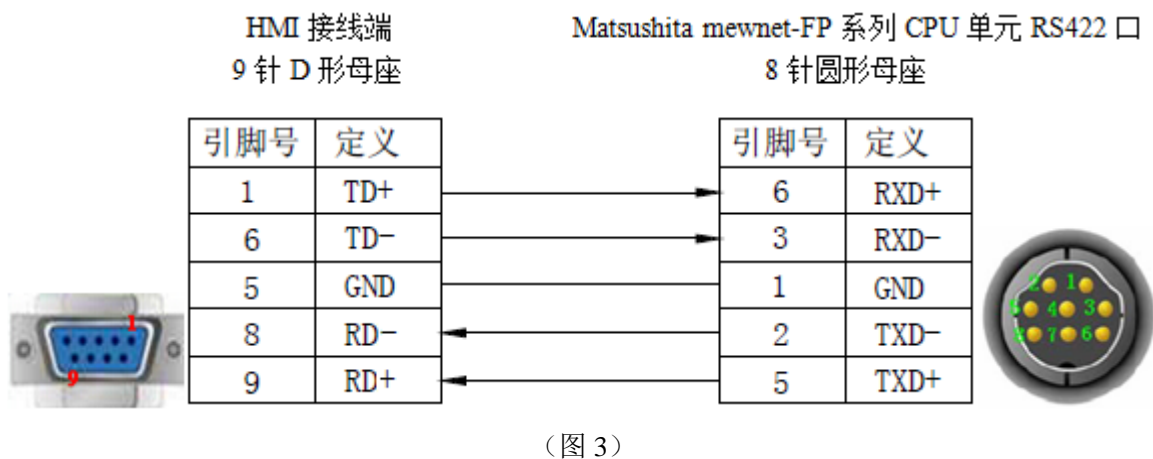 HMI 接线端
9 针 D 形母座
Matsushita mewnet-FP 系列 CPU 单元 RS422 口
8 针圆形母座
引脚号 定义
1 TD+
6 TD-
5 GND
8 RD-
9 RD+
引脚号 定义
6 RXD+
3 RXD-
1 GND
2 TXD-
5 TXD+
1
9
2 1
5 4 3
8 7 6
（图 3）